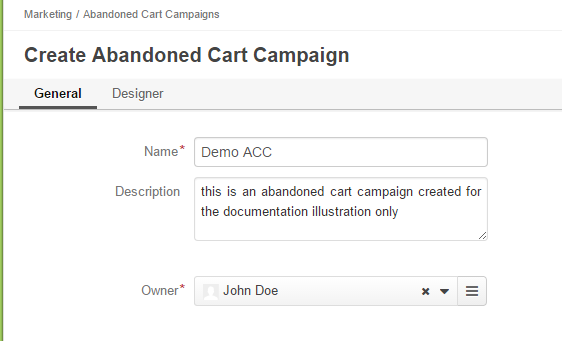 Marketing / Abandoned Cart Campaigns
Create Abandoned Cart Campaign
General Designer
Name* Demo ACC
Description this is an abandoned cart campaign created for
the documentation illustration only
Owner* John Doe